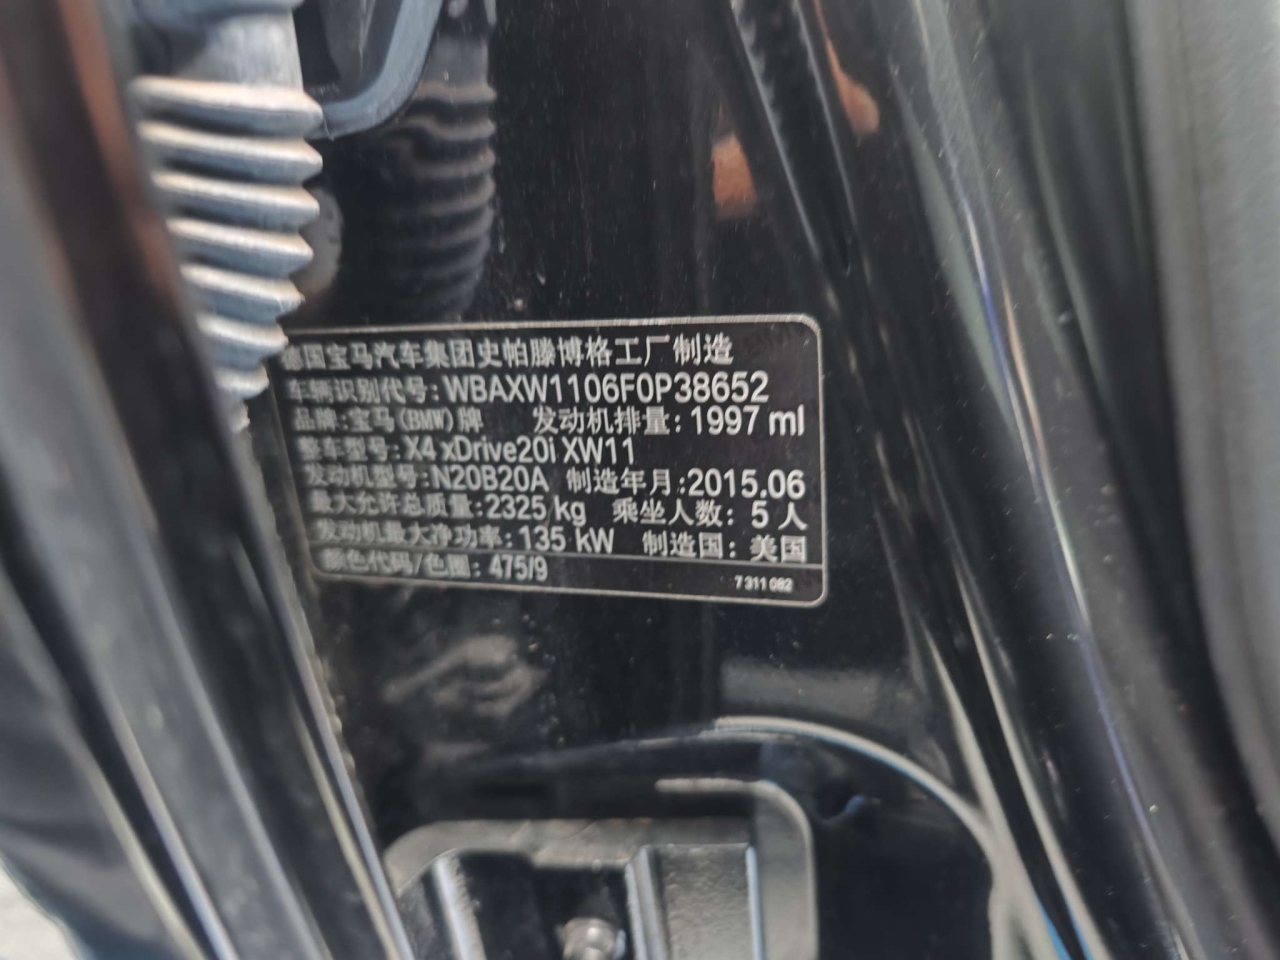 德国宝马汽车集团史帕滕博格工厂制造
车辆识别代号: WBAXW1106F0P38652
品牌: 宝马(BMW)牌 发动机排量: 1997 ml
整车型号: X4 xDrive20i XW11
发动机型号: N20B20A 制造年月: 2015.06
最大允许总质量: 2325 kg 乘坐人数: 5 人
发动机最大净功率: 135 kW 制造国: 美国
颜色代码/色圈: 475/9 7 311 082